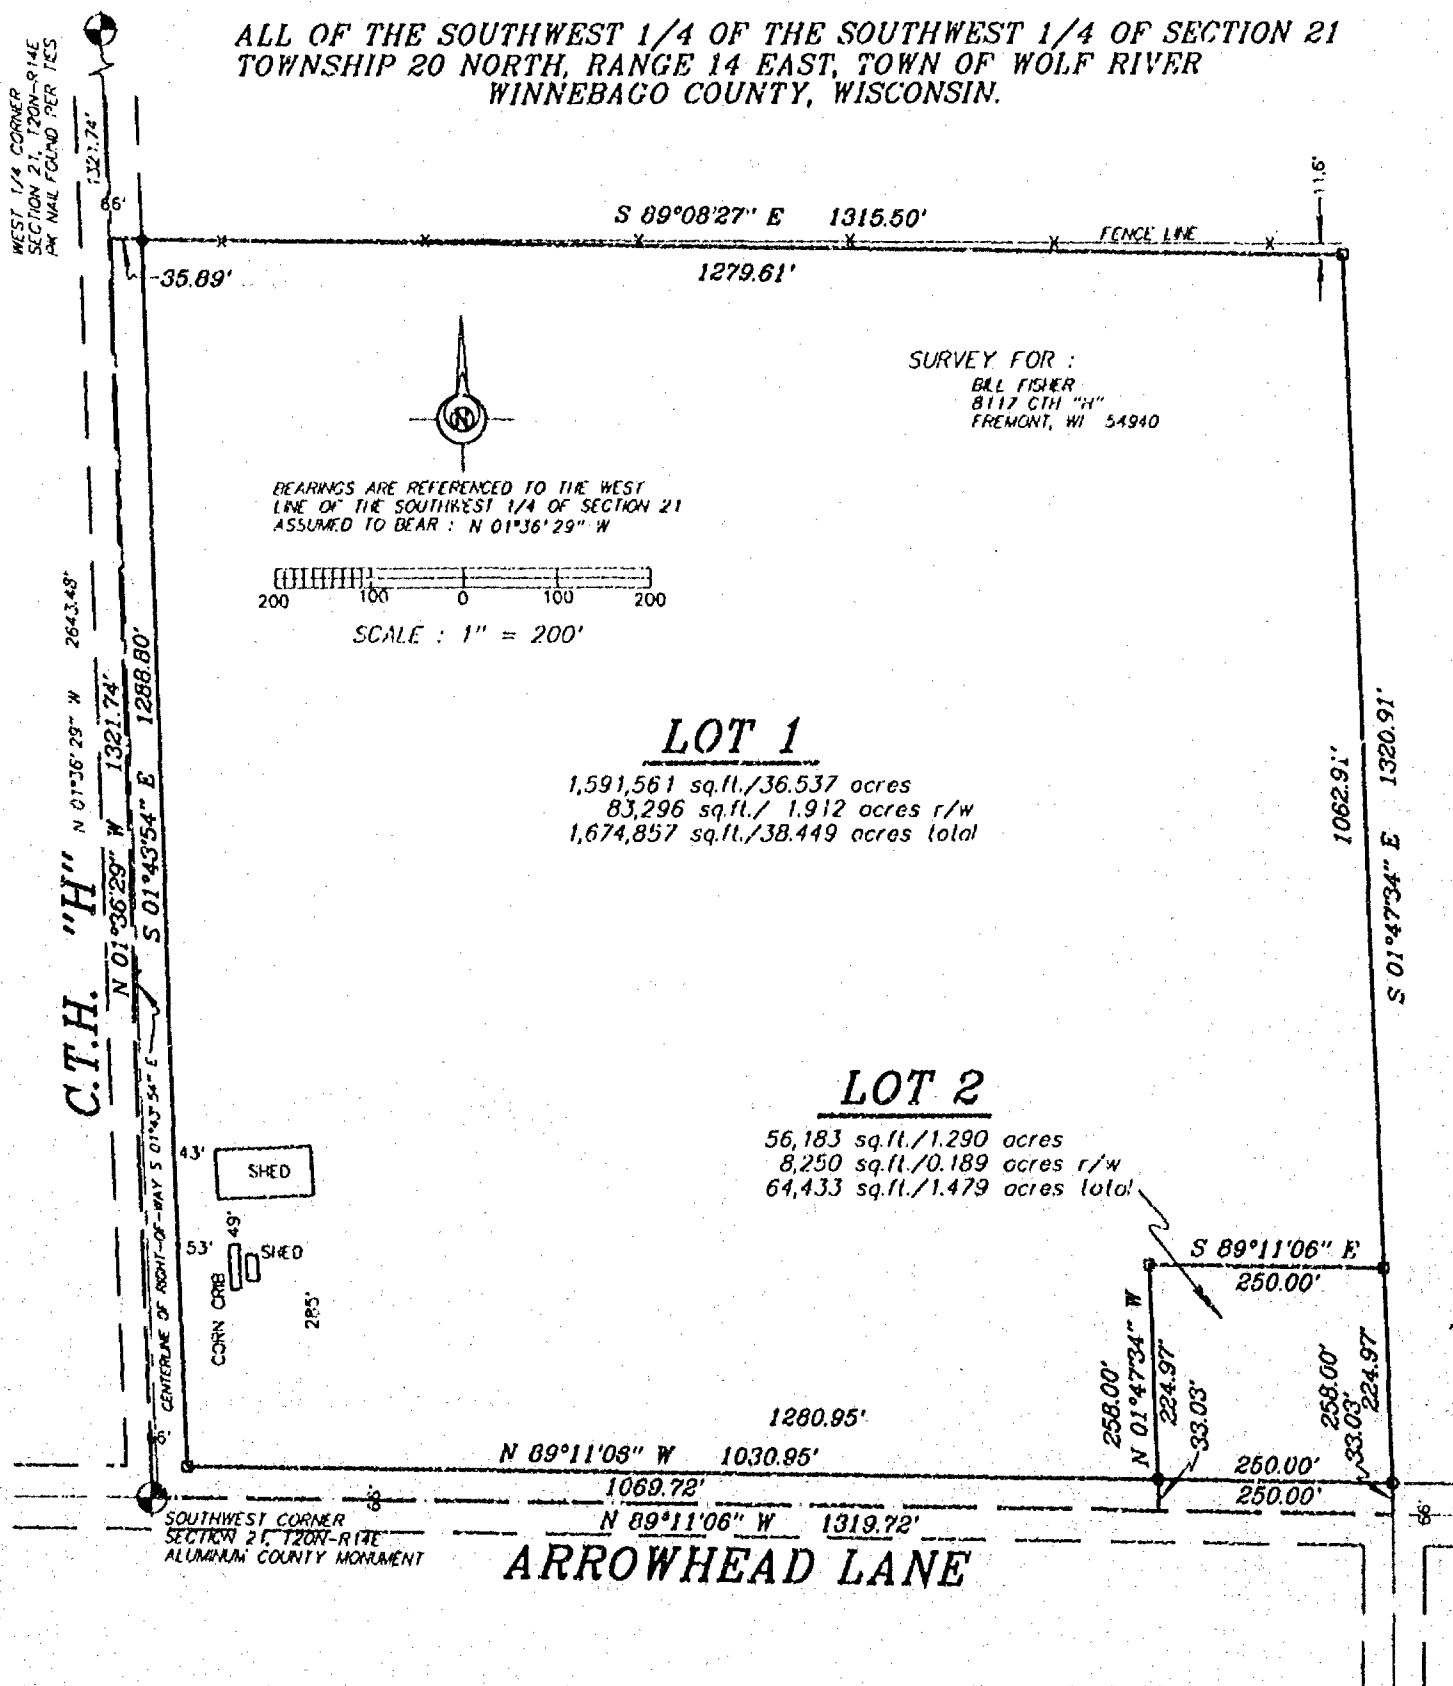 ALL OF THE SOUTHWEST 1/4 OF THE SOUTHWEST 1/4 OF SECTION 21
TOWNSHIP 20 NORTH, RANGE 14 EAST, TOWN OF WOLF RIVER
WINNEBAGO COUNTY, WISCONSIN.
WEST 1/4 CORNER
SECTION 21, T20N-R14E
PK NAIL FOUND PER TIES
1321.74'
66'
S 89°08'27" E 1315.50'
FENCE LINE
11.6'
35.89'
1279.61'
SURVEY FOR :
BILL FISHER
8117 CTH "H"
FREMONT, WI 54940
N
BEARINGS ARE REFERENCED TO THE WEST
LINE OF THE SOUTHWEST 1/4 OF SECTION 21
ASSUMED TO BEAR : N 01°36'29" W
200 100 0 100 200
SCALE : 1" = 200'
C.T.H. "H"
N 01°36'29" W 2643.48'
N 01°36'29" W 1321.74'
S 01°43'54" E 1288.80'
CENTERLINE OF RIGHT-OF-WAY S 01°43'54" E
LOT 1
1,591,561 sq.ft./36.537 acres
83,296 sq.ft./ 1.912 acres r/w
1,674,857 sq.ft./38.449 acres total
1062.91'
S 01°47'34" E 1320.91'
LOT 2
56,183 sq.ft./1.290 acres
8,250 sq.ft./0.189 acres r/w
64,433 sq.ft./1.479 acres total
43'
SHED
53'
49'
SHED
CORN CRIB
285'
S 89°11'06" E
250.00'
258.00'
N 01°47'34" W
224.97'
33.03'
258.00'
33.03'
224.97'
1280.95'
N 89°11'06" W 1030.95'
250.00'
1069.72'
250.00'
66'
N 89°11'06" W 1319.72'
66'
SOUTHWEST CORNER
SECTION 21, T20N-R14E
ALUMINUM COUNTY MONUMENT
ARROWHEAD LANE